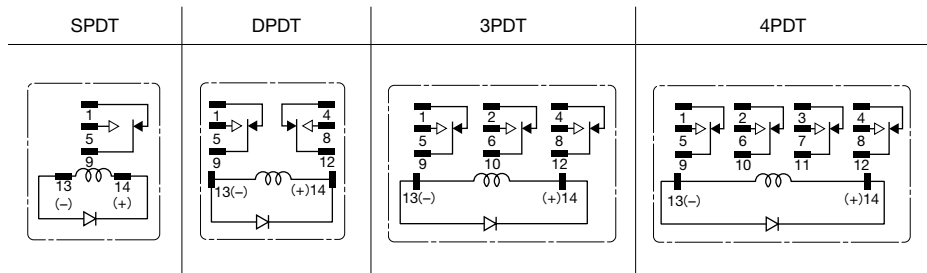 SPDT DPDT 3PDT 4PDT
1
5
9
13 14
(–) (+)
1 4
5 8
9 12
13(–) (+)14
1 2 4
5 6 8
9 10 12
13(–) (+)14
1 2 3 4
5 6 7 8
9 10 11 12
13(–) (+)14